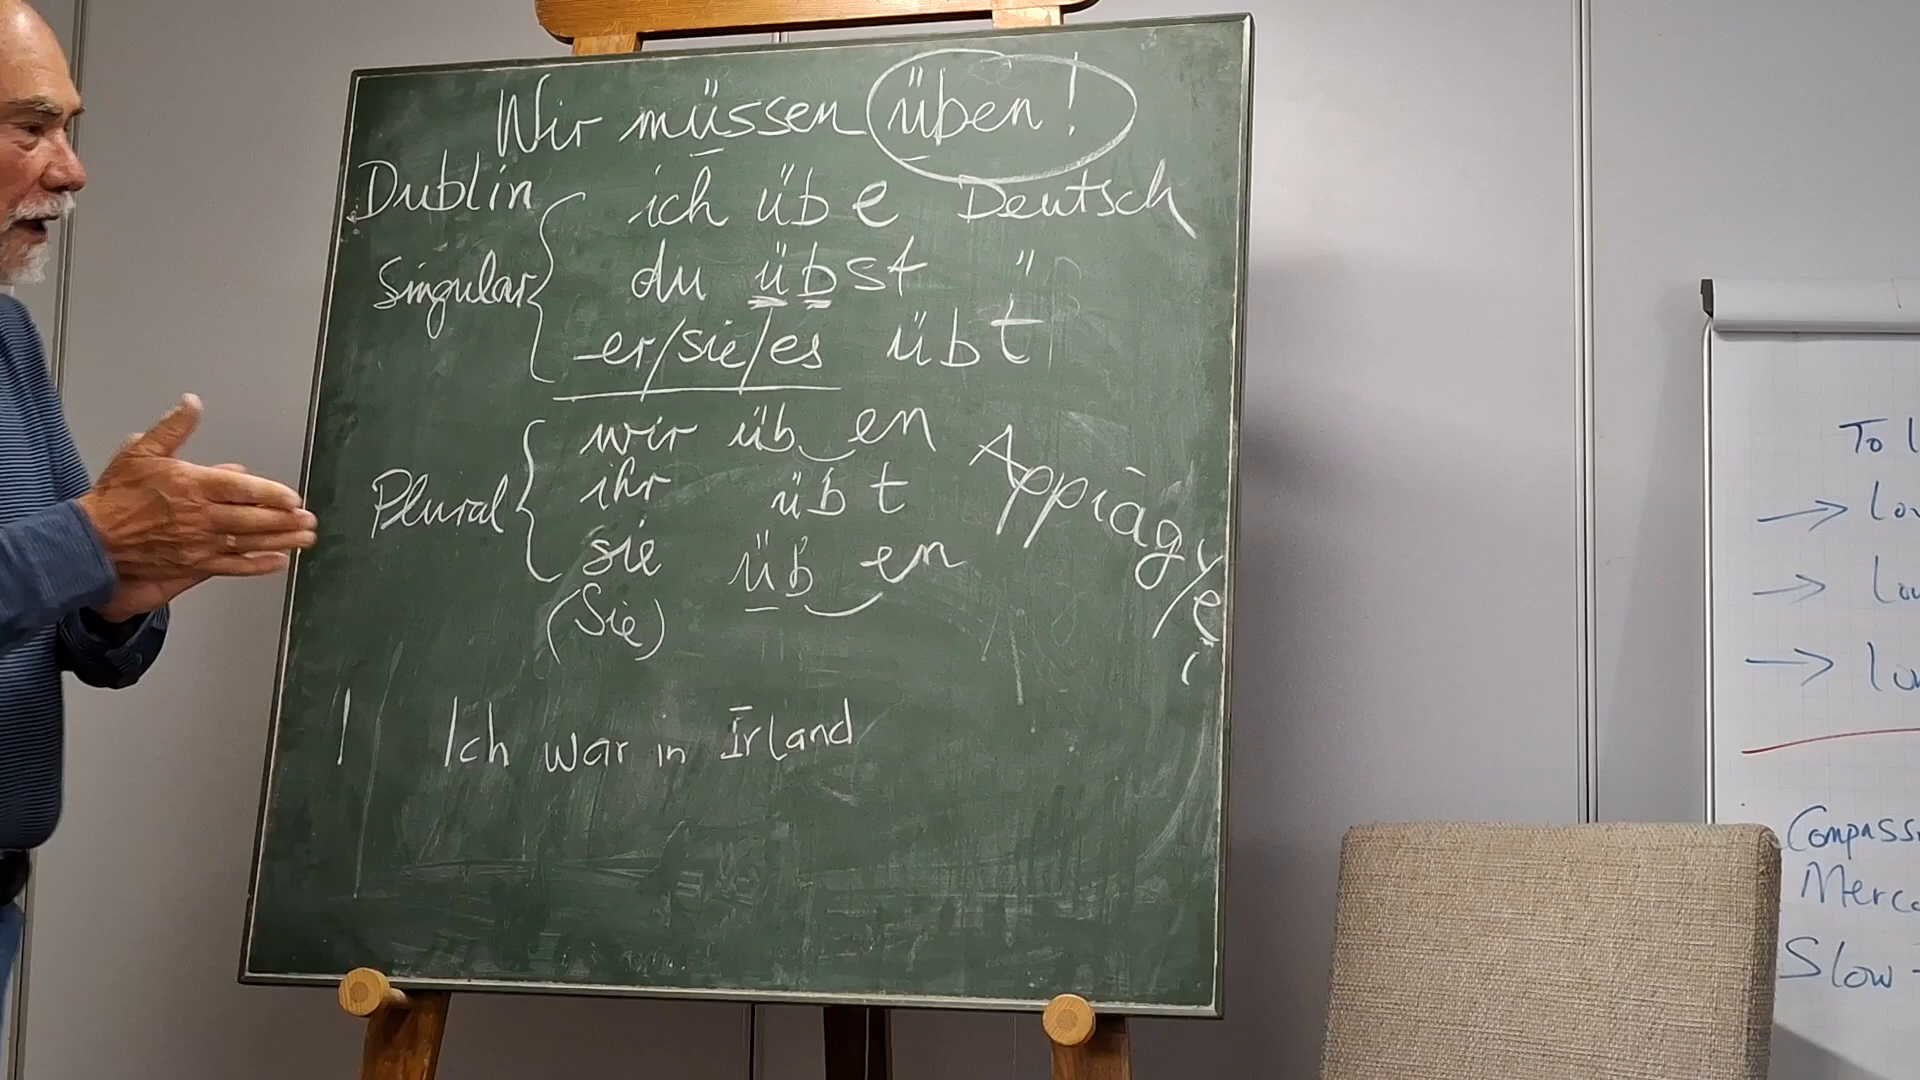 Wir müssen üben!
Dublin
ich übe Deutsch
Singular
du übst "
er/sie/es übt
wir üben
ihr übt
Plural
sie üben
(Sie)
Appiagyei
Ich war in Irland
To
Compass
Merc
Slow -